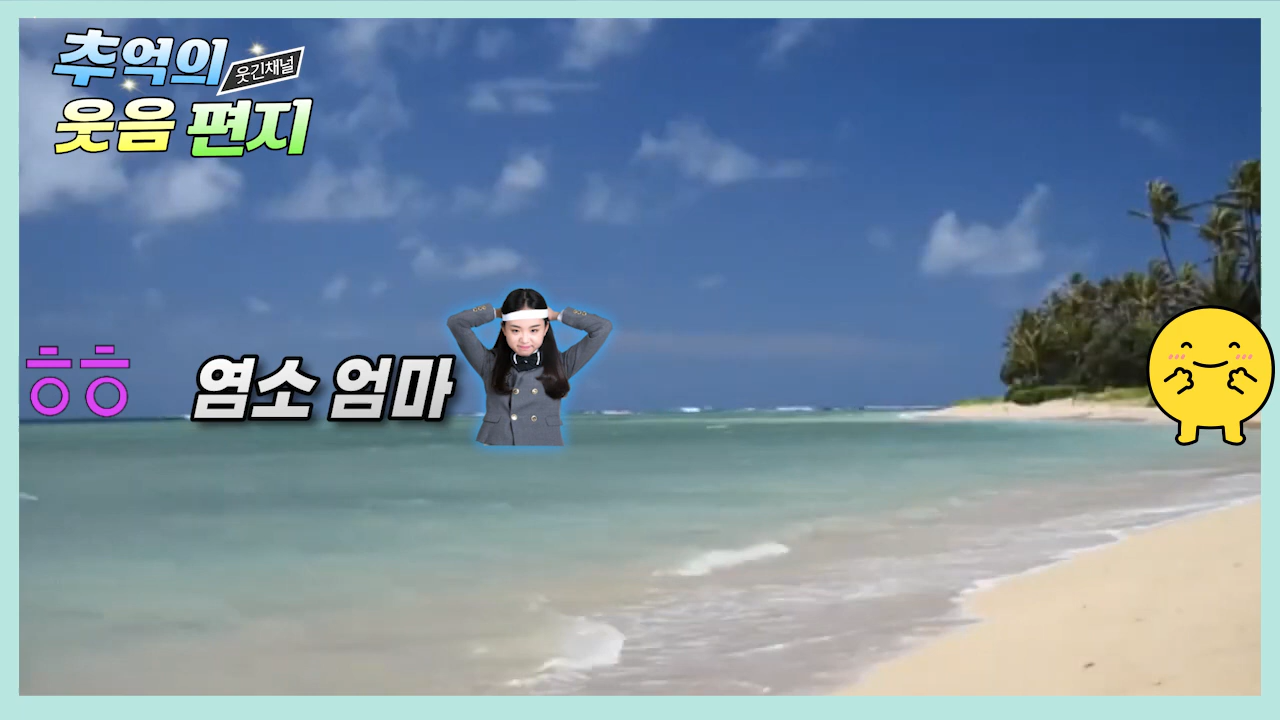 추억의
웃긴채널
웃음 편지
ㅎㅎ
염소 엄마